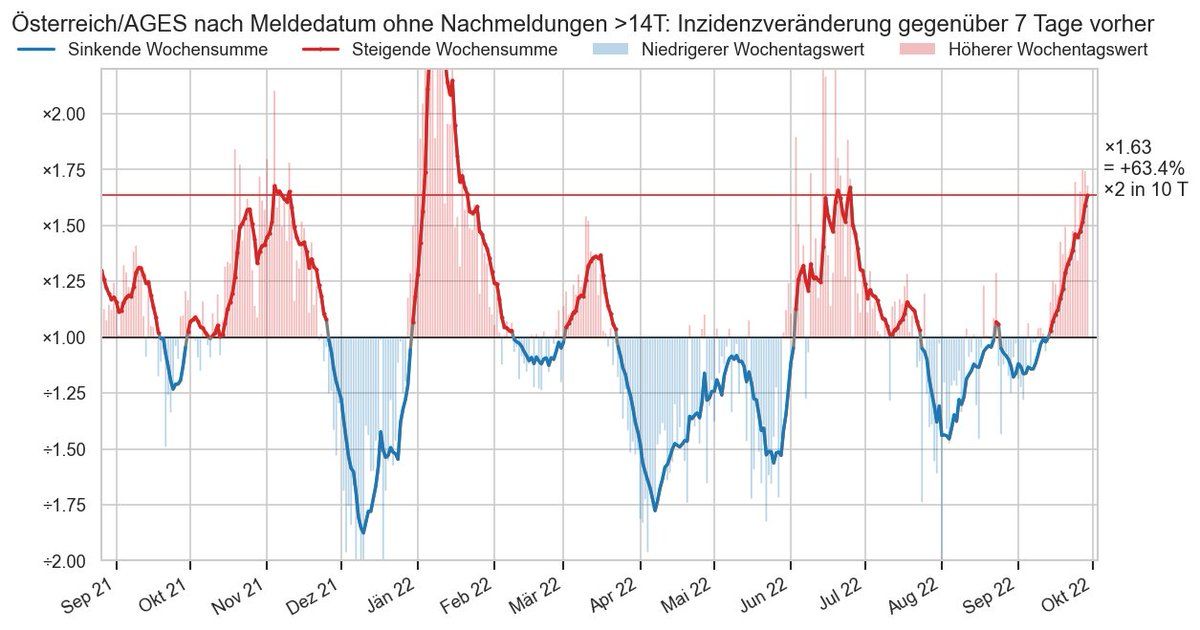 Österreich/AGES nach Meldedatum ohne Nachmeldungen >14T: Inzidenzveränderung gegenüber 7 Tage vorher
Sinkende Wochensumme Steigende Wochensumme Niedrigerer Wochentagswert Höherer Wochentagswert
×2.00
×1.75
×1.50
×1.25
×1.00
÷1.25
÷1.50
÷1.75
÷2.00
×1.63
= +63.4%
×2 in 10 T
Sep 21 Okt 21 Nov 21 Dez 21 Jän 22 Feb 22 Mär 22 Apr 22 Mai 22 Jun 22 Jul 22 Aug 22 Sep 22 Okt 22